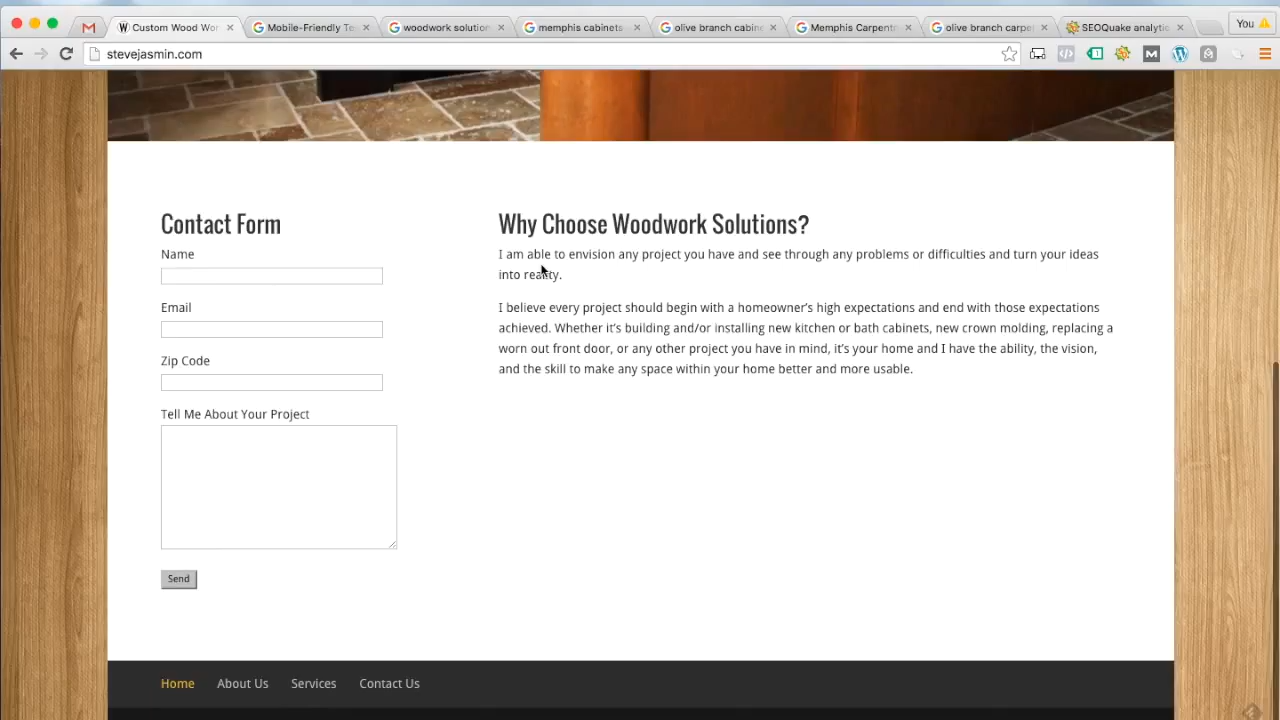 Custom Wood Wor
Mobile-Friendly Te
woodwork solution
memphis cabinets
olive branch cabine
Memphis Carpentr
olive branch carpet
SEOQuake analytic
You
stevejasmin.com
Contact Form
Name
Email
Zip Code
Tell Me About Your Project
Send
Why Choose Woodwork Solutions?
I am able to envision any project you have and see through any problems or difficulties and turn your ideas
into reality.
I believe every project should begin with a homeowner's high expectations and end with those expectations
achieved. Whether it's building and/or installing new kitchen or bath cabinets, new crown molding, replacing a
worn out front door, or any other project you have in mind, it's your home and I have the ability, the vision,
and the skill to make any space within your home better and more usable.
Home About Us Services Contact Us